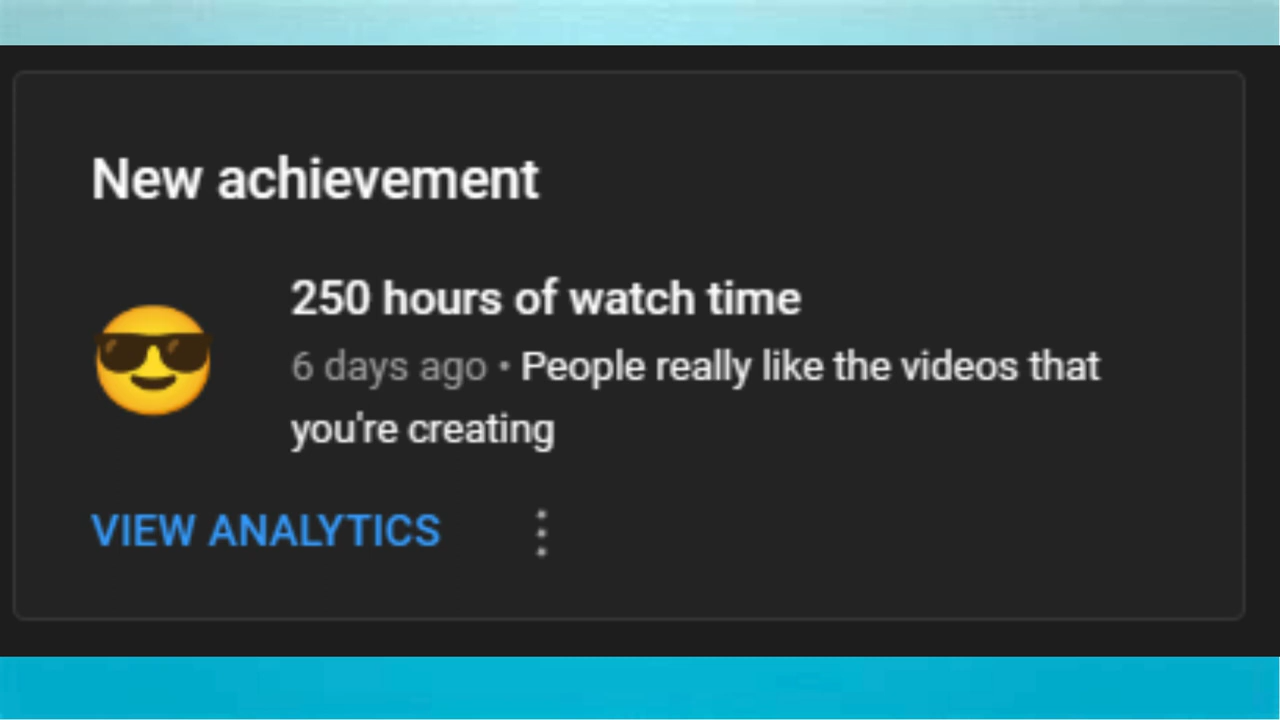 New achievement
250 hours of watch time
6 days ago • People really like the videos that
you're creating
VIEW ANALYTICS